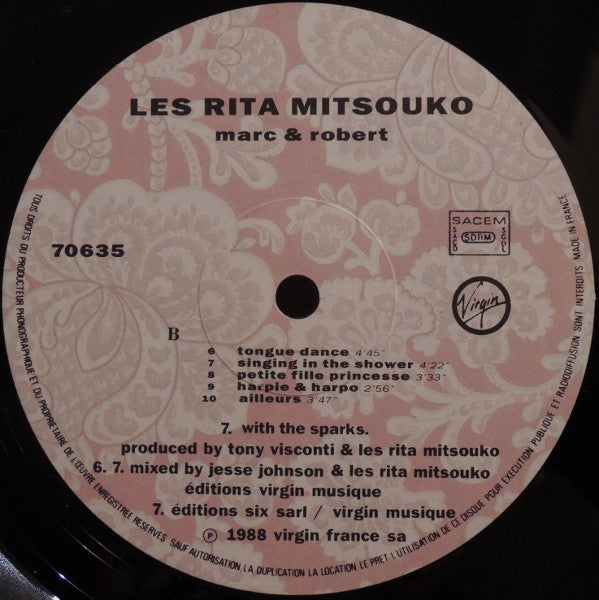 LES RITA MITSOUKO
marc & robert
70635
SACEM
SACD
SDRM
SGDL
Virgin
B
6 tongue dance 4'45"
7 singing in the shower 4'22"
8 petite fille princesse 3'33"
9 harpie & harpo 2'56"
10 ailleurs 3'47"
7. with the sparks.
produced by tony visconti & les rita mitsouko
6. 7. mixed by jesse johnson & les rita mitsouko
éditions virgin musique
7. éditions six sarl / virgin musique
℗ 1988 virgin france sa
TOUS DROITS DU PRODUCTEUR PHONOGRAPHIQUE ET DU PROPRIETAIRE DE L'ŒUVRE ENREGISTREE RESERVES SAUF AUTORISATION LA DUPLICATION LA LOCATION LE PRET L'UTILISATION DE CE DISQUE POUR EXECUTION PUBLIQUE ET RADIODIFFUSION SONT INTERDITS MADE IN FRANCE